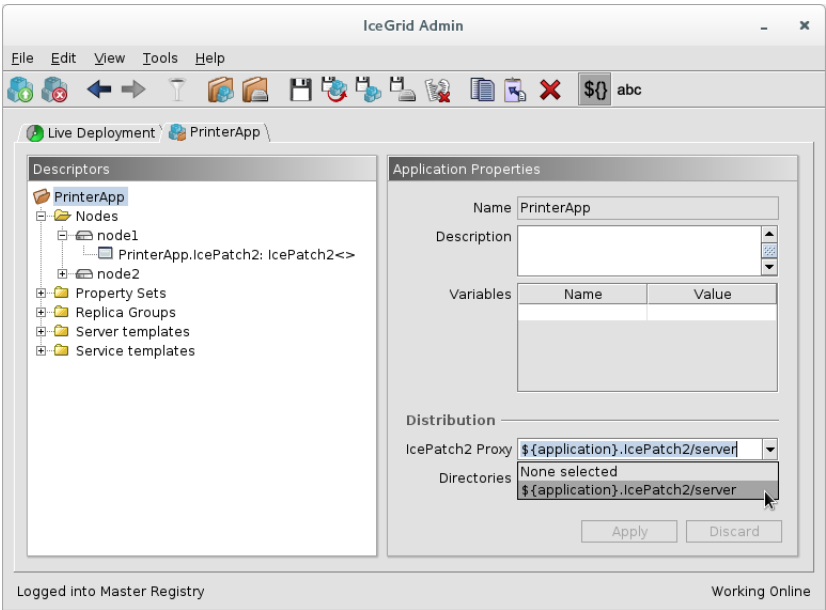 IceGrid Admin
File Edit View Tools Help
${} abc
Live Deployment PrinterApp
Descriptors
PrinterApp
Nodes
node1
PrinterApp.IcePatch2: IcePatch2<>
node2
Property Sets
Replica Groups
Server templates
Service templates
Application Properties
Name PrinterApp
Description
Variables Name Value
Distribution
IcePatch2 Proxy ${application}.IcePatch2/server
None selected
Directories ${application}.IcePatch2/server
Apply Discard
Logged into Master Registry Working Online